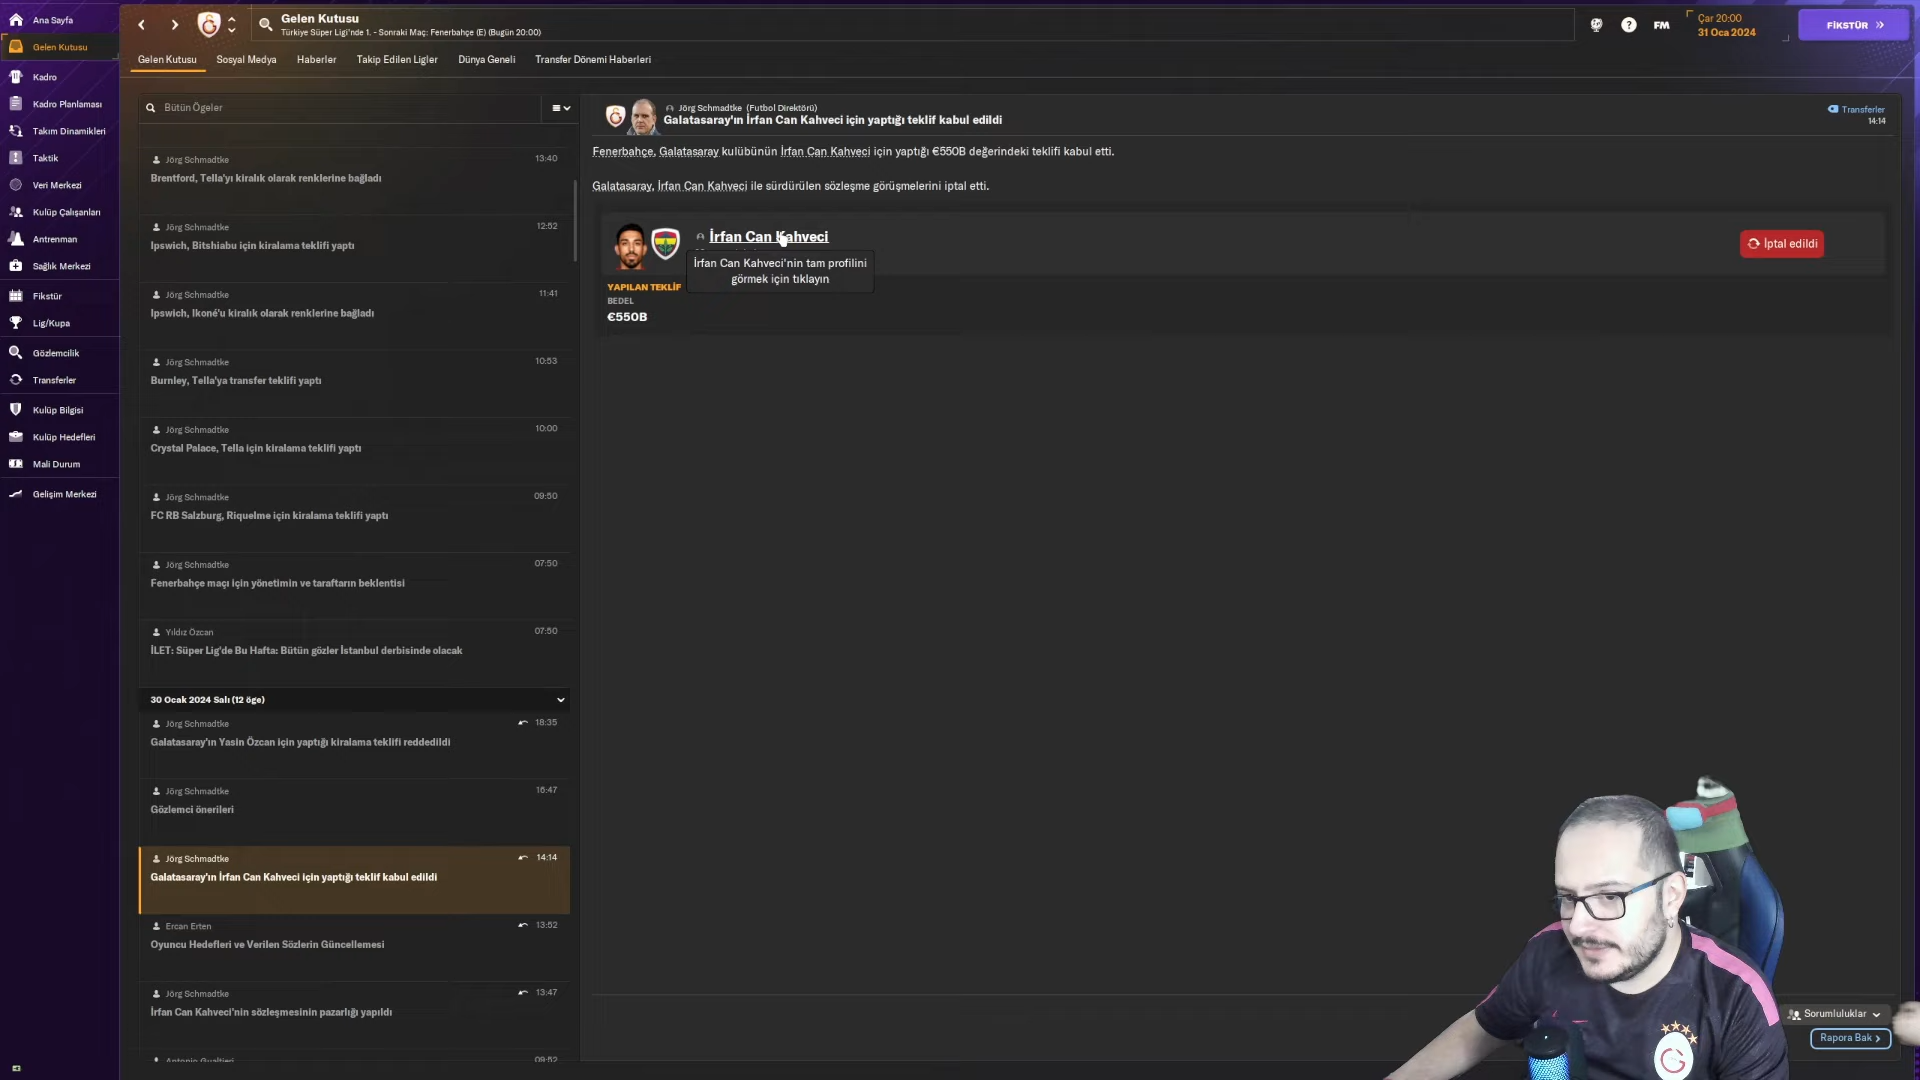 Ana Sayfa
Gelen Kutusu
Kadro
Kadro Planlaması
Takım Dinamikleri
Taktik
Veri Merkezi
Kulüp Çalışanları
Antrenman
Sağlık Merkezi
Fikstür
Lig/Kupa
Gözlemcilik
Transferler
Kulüp Bilgisi
Kulüp Hedefleri
Mali Durum
Gelişim Merkezi
Gelen Kutusu
Türkiye Süper Ligi'nde 1. - Sonraki Maç: Fenerbahçe (E) (Bugün 20:00)
FM
Çar 20:00
31 Oca 2024
FİKSTÜR
Gelen Kutusu
Sosyal Medya
Haberler
Takip Edilen Ligler
Dünya Geneli
Transfer Dönemi Haberleri
Bütün Ögeler
Jörg Schmadtke 13:40
Brentford, Tella'yı kiralık olarak renklerine bağladı
Jörg Schmadtke 12:52
Ipswich, Bitshiabu için kiralama teklifi yaptı
Jörg Schmadtke 11:41
Ipswich, Ikoné'u kiralık olarak renklerine bağladı
Jörg Schmadtke 10:53
Burnley, Tella'ya transfer teklifi yaptı
Jörg Schmadtke 10:00
Crystal Palace, Tella için kiralama teklifi yaptı
Jörg Schmadtke 09:50
FC RB Salzburg, Riquelme için kiralama teklifi yaptı
Jörg Schmadtke 07:50
Fenerbahçe maçı için yönetimin ve taraftarın beklentisi
Yıldız Özcan 07:50
İLET: Süper Lig'de Bu Hafta: Bütün gözler İstanbul derbisinde olacak
30 Ocak 2024 Salı (12 öge)
Jörg Schmadtke 18:35
Galatasaray'ın Yasin Özcan için yaptığı kiralama teklifi reddedildi
Jörg Schmadtke 16:47
Gözlemci önerileri
Jörg Schmadtke 14:14
Galatasaray'ın İrfan Can Kahveci için yaptığı teklif kabul edildi
Ercan Erten 13:52
Oyuncu Hedefleri ve Verilen Sözlerin Güncellemesi
Jörg Schmadtke 13:47
İrfan Can Kahveci'nin sözleşmesinin pazarlığı yapıldı
Antonio Gualtieri 09:52
Jörg Schmadtke (Futbol Direktörü)
Galatasaray'ın İrfan Can Kahveci için yaptığı teklif kabul edildi
Transferler
14:14
Fenerbahçe, Galatasaray kulübünün İrfan Can Kahveci için yaptığı €550B değerindeki teklifi kabul etti.
Galatasaray, İrfan Can Kahveci ile sürdürülen sözleşme görüşmelerini iptal etti.
İrfan Can Kahveci
İptal edildi
İrfan Can Kahveci'nin tam profilini
görmek için tıklayın
YAPILAN TEKLİF
BEDEL
€550B
Sorumluluklar
Rapora Bak